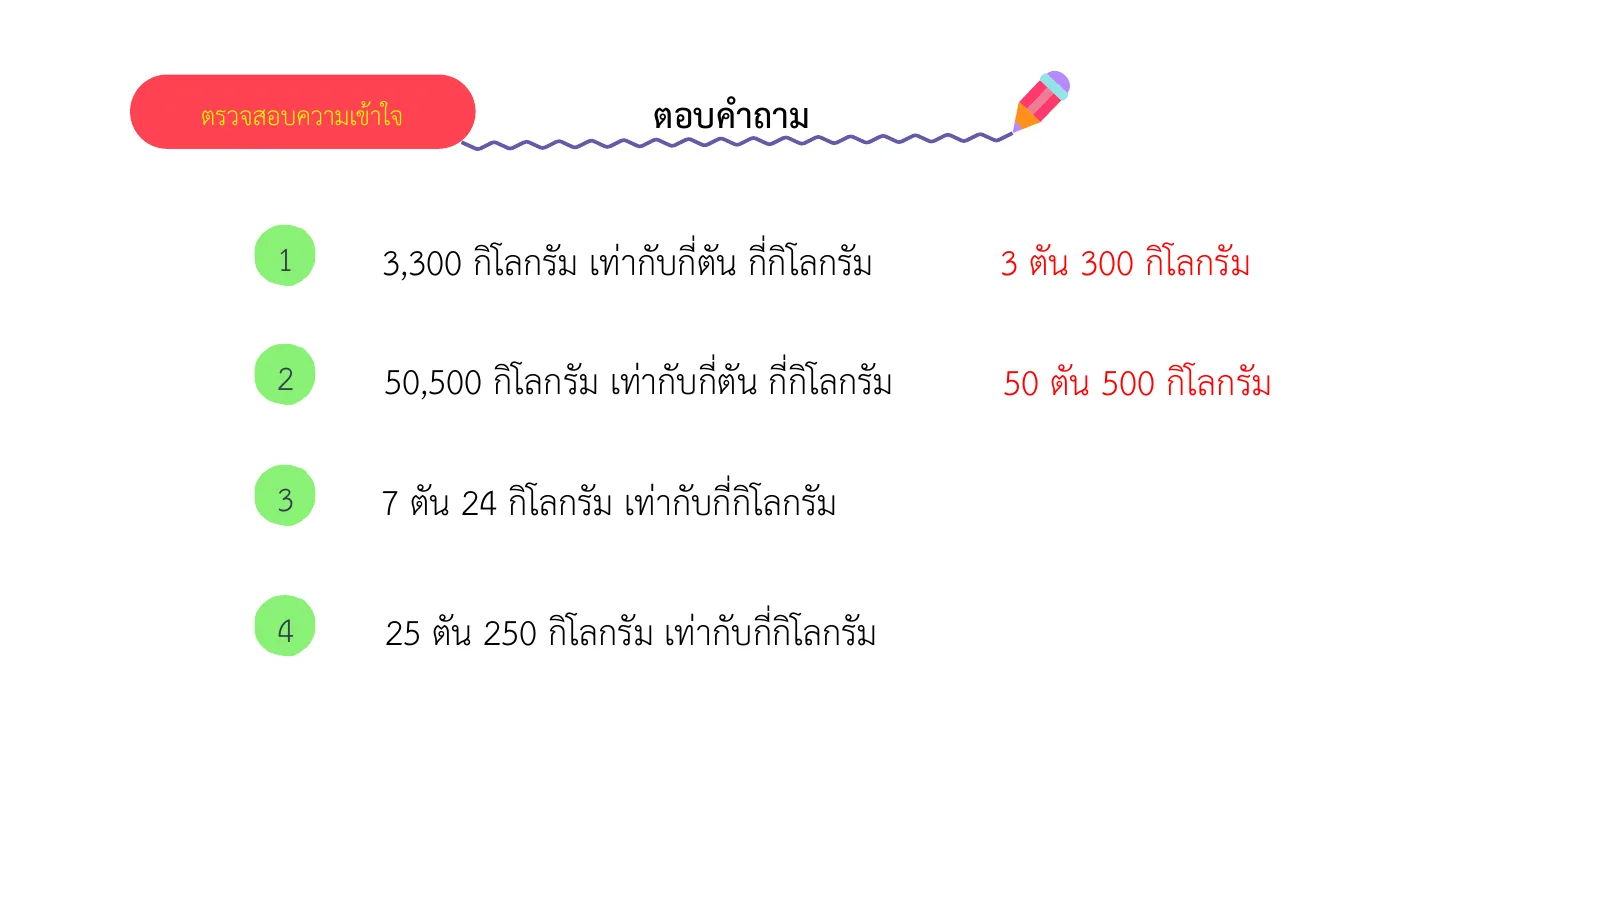 ตรวจสอบความเข้าใจ
ตอบคำถาม
1 3,300 กิโลกรัม เท่ากับกี่ตัน กี่กิโลกรัม 3 ตัน 300 กิโลกรัม
2 50,500 กิโลกรัม เท่ากับกี่ตัน กี่กิโลกรัม 50 ตัน 500 กิโลกรัม
3 7 ตัน 24 กิโลกรัม เท่ากับกี่กิโลกรัม
4 25 ตัน 250 กิโลกรัม เท่ากับกี่กิโลกรัม